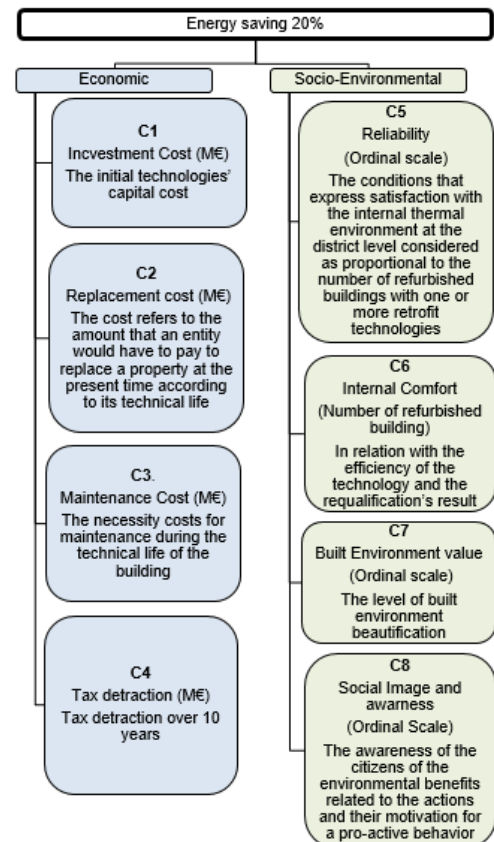 Energy saving 20%
Economic
C1
Incvestment Cost (M€)
The initial technologies'
capital cost
C2
Replacement cost (M€)
The cost refers to the
amount that an entity
would have to pay to
replace a property at the
present time according
to its technical life
C3.
Maintenance Cost (M€)
The necessity costs for
maintenance during the
technical life of the
building
C4
Tax detraction (M€)
Tax detraction over 10
years
Socio-Environmental
C5
Reliability
(Ordinal scale)
The conditions that
express satisfaction with
the internal thermal
environment at the
district level considered
as proportional to the
number of refurbished
buildings with one or
more retrofit
technologies
C6
Internal Comfort
(Number of refurbished
building)
In relation with the
efficiency of the
technology and the
requalification's result
C7
Built Environment value
(Ordinal scale)
The level of built
environment
beautification
C8
Social Image and
awarness
(Ordinal Scale)
The awareness of the
citizens of the
environmental benefits
related to the actions
and their motivation for
a pro-active behavior